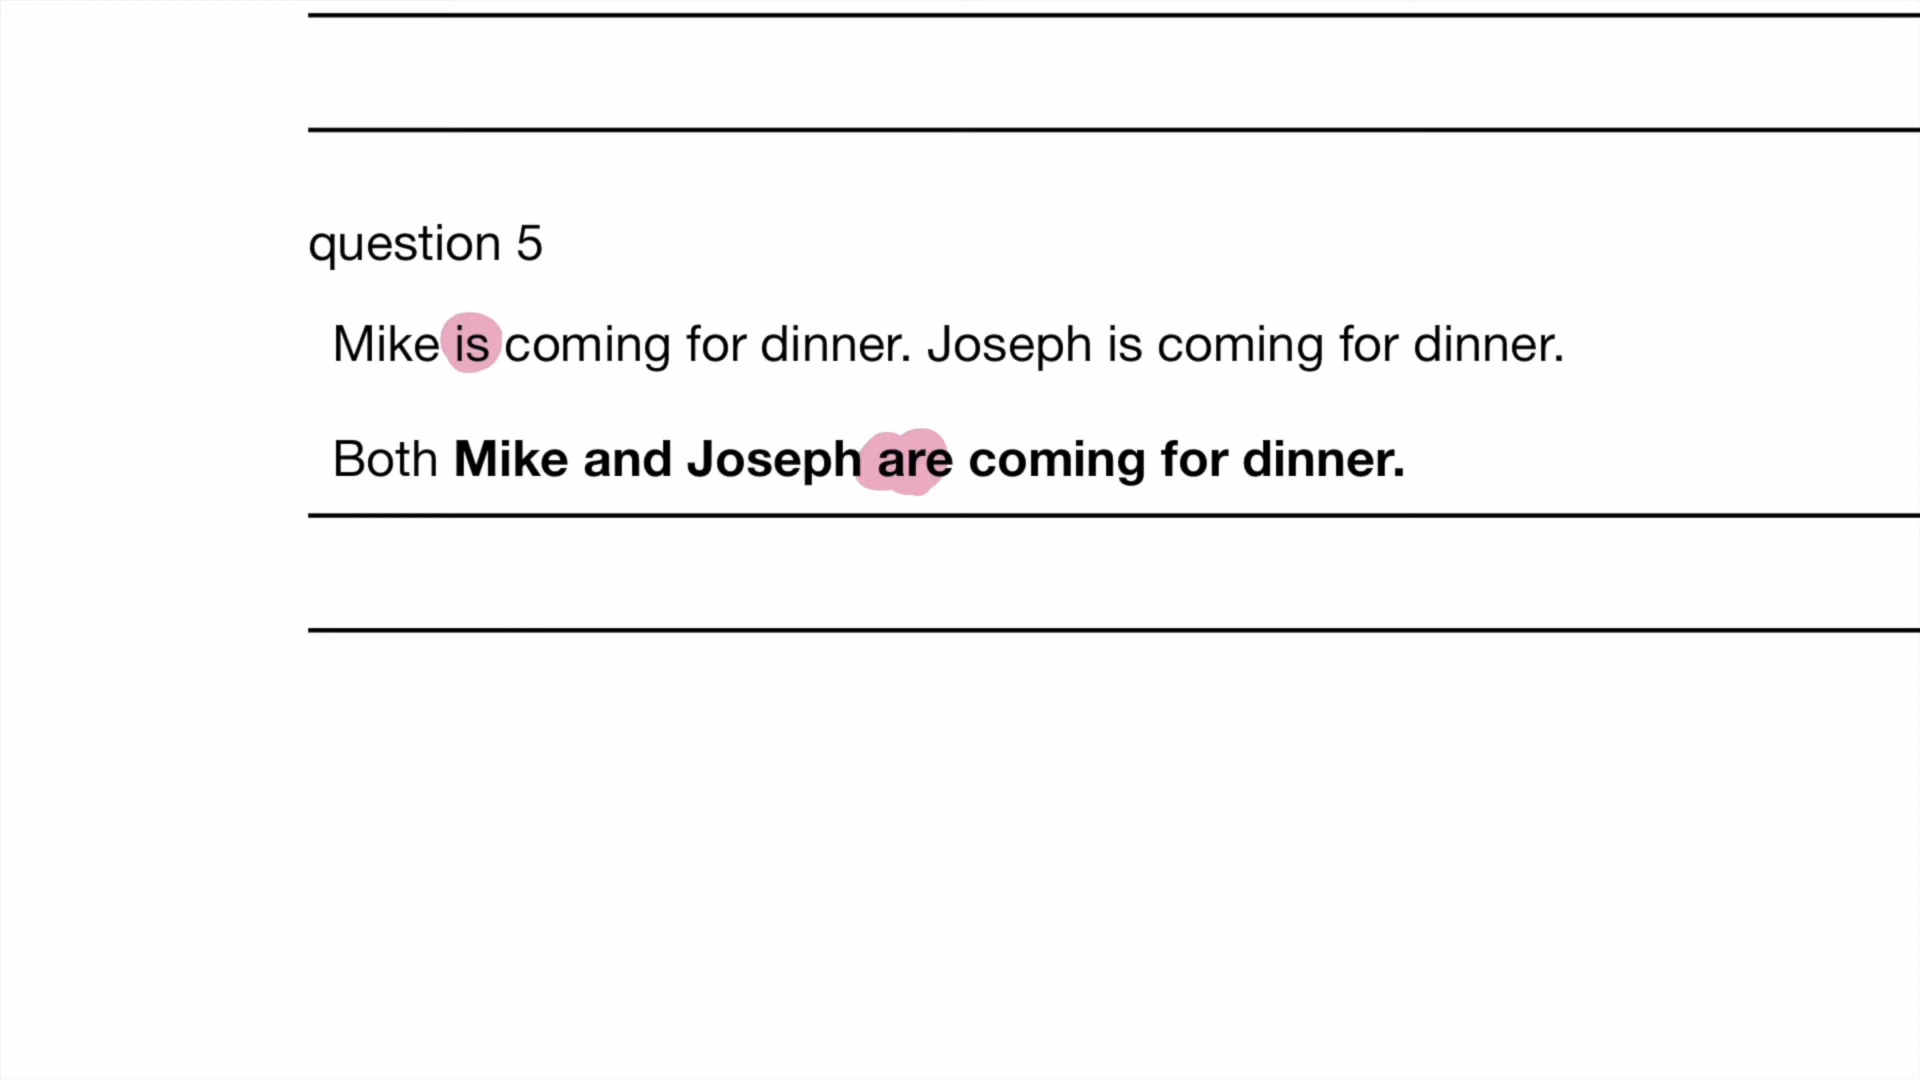 question 5
Mike is coming for dinner. Joseph is coming for dinner.
Both Mike and Joseph are coming for dinner.